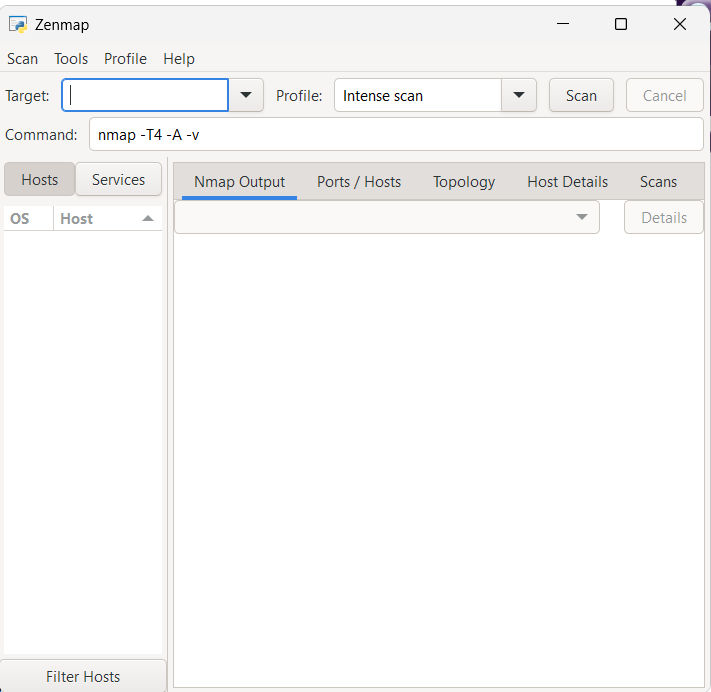 Zenmap
Scan Tools Profile Help
Target: Profile: Intense scan Scan Cancel
Command: nmap -T4 -A -v
Hosts Services Nmap Output Ports / Hosts Topology Host Details Scans
OS Host Details
Filter Hosts